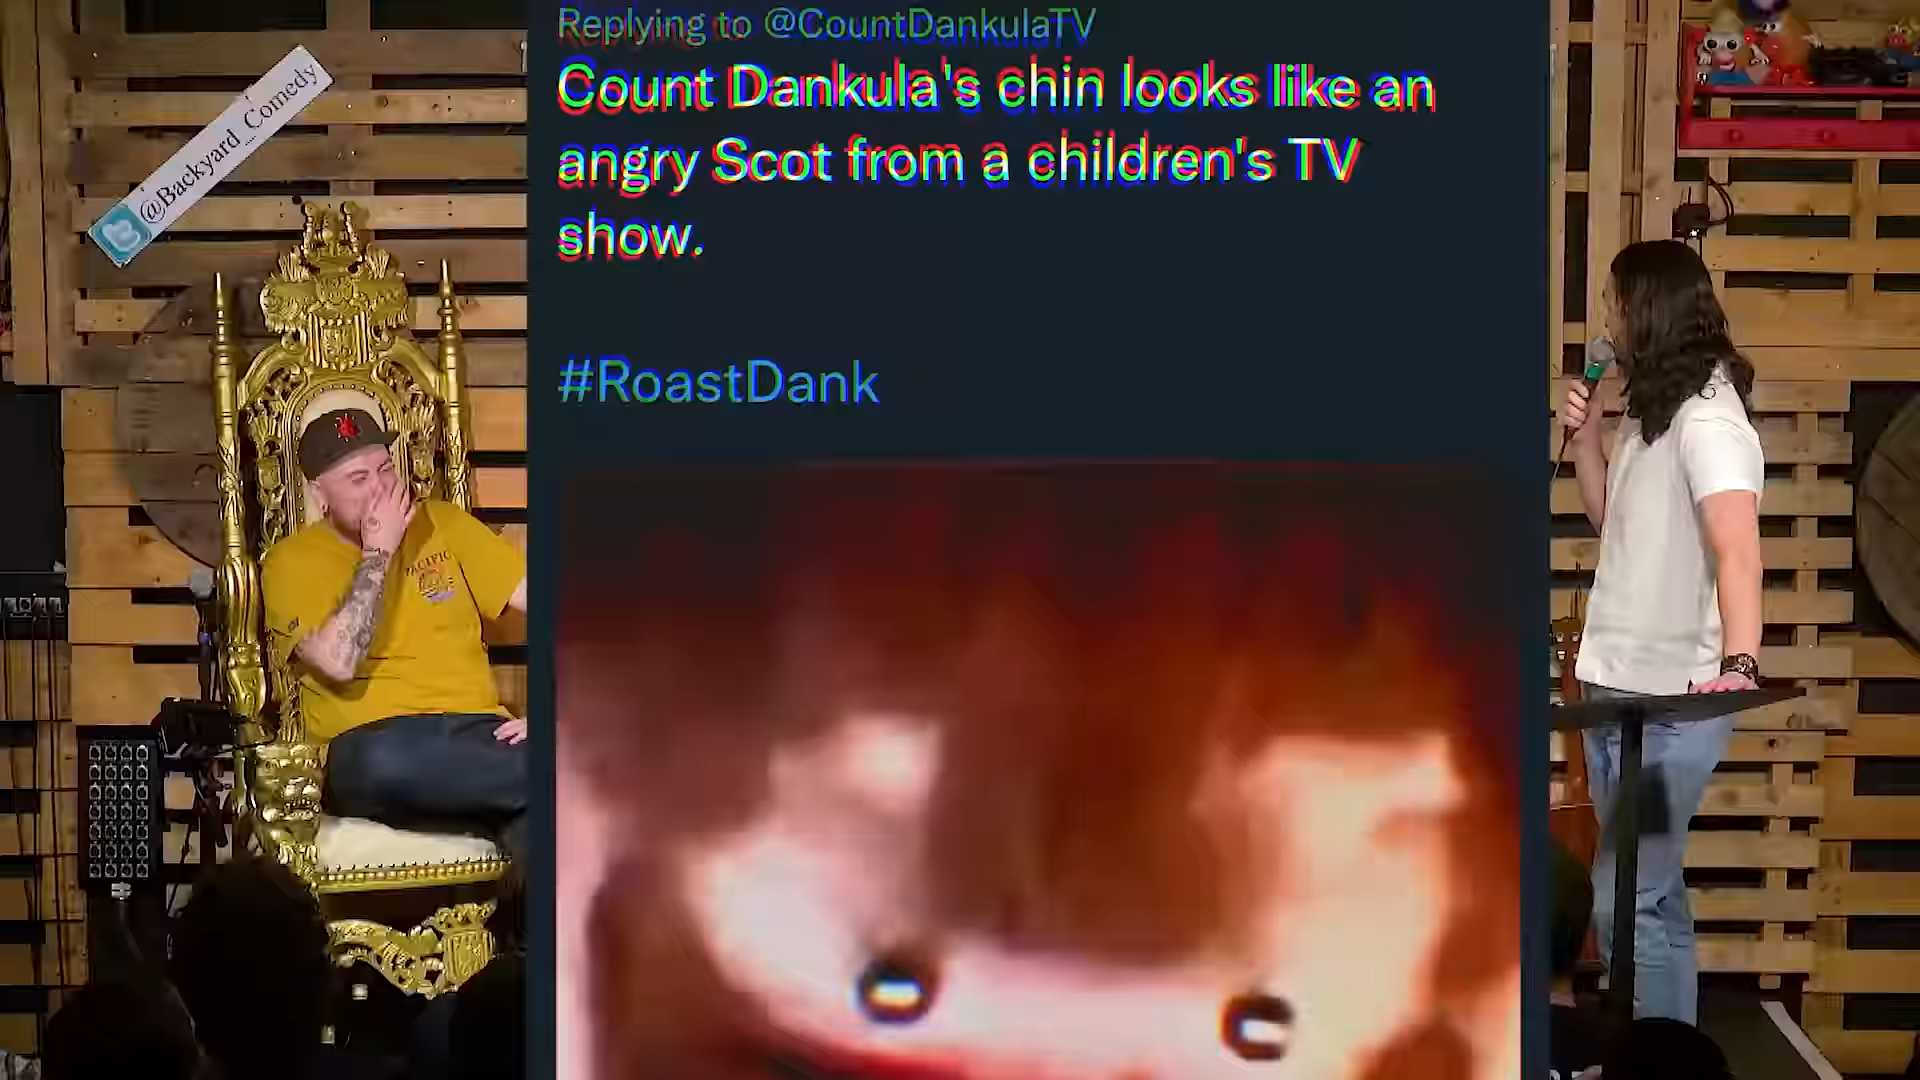 @Backyard_Comedy
Replying to @CountDankulaTV
Count Dankula's chin looks like an
angry Scot from a children's TV
show.
#RoastDank
PACIFIC